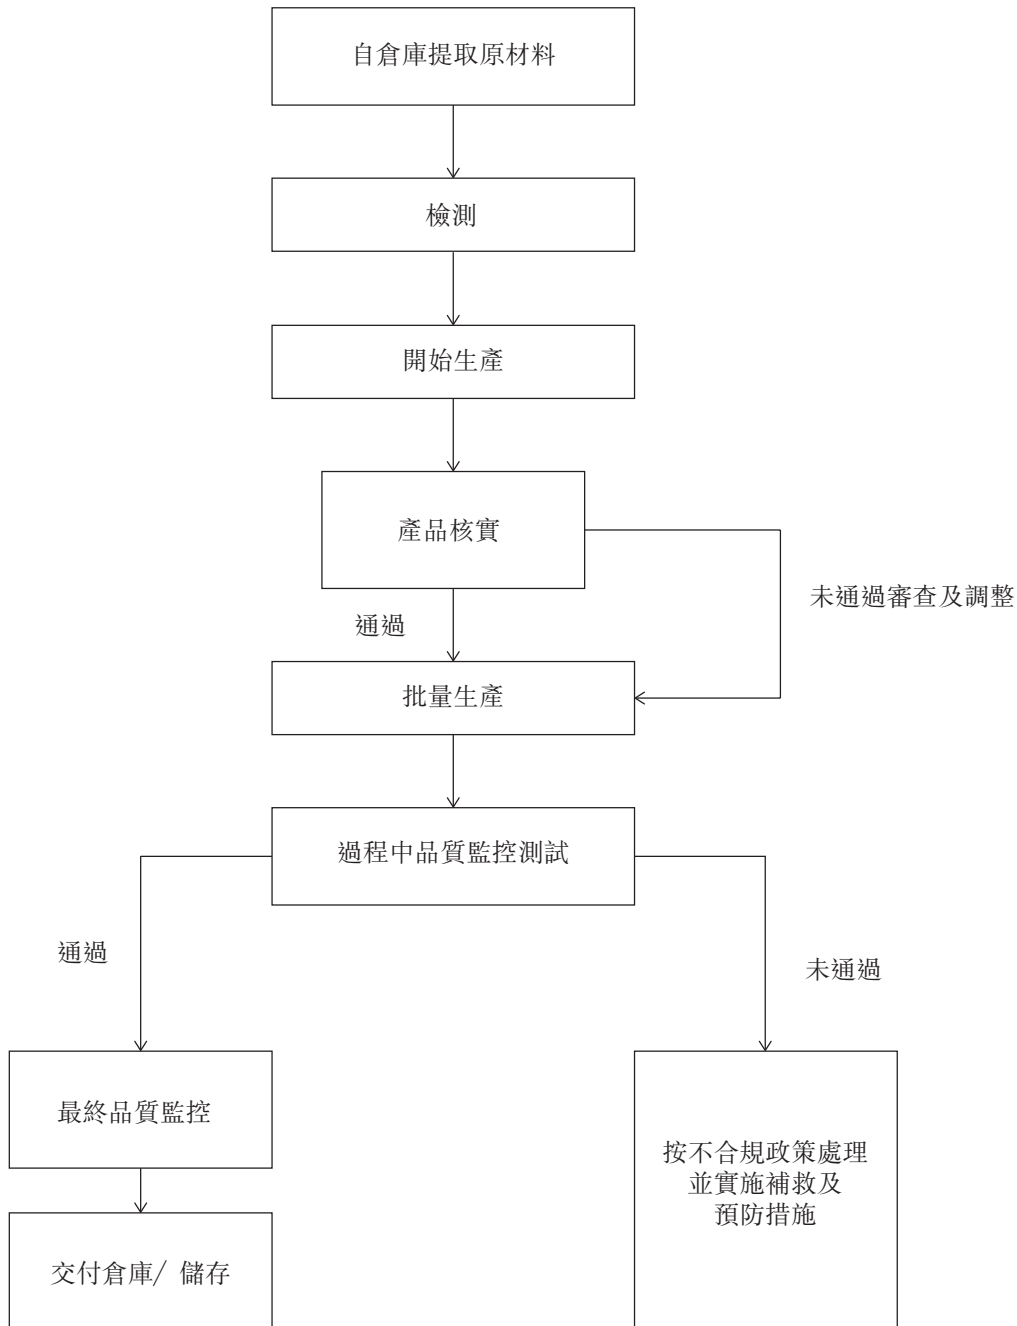 自倉庫提取原材料
檢測
開始生產
產品核實
未通過審查及調整
通過
批量生產
過程中品質監控測試
通過
未通過
最終品質監控
按不合規政策處理
並實施補救及
預防措施
交付倉庫/ 儲存